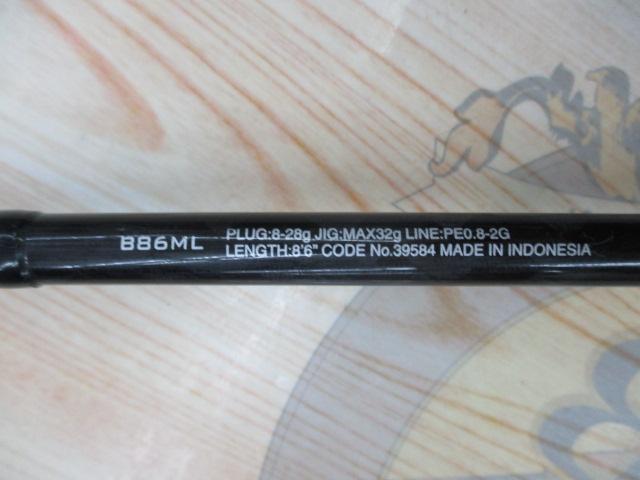 B86ML
PLUG:8-28g JIG:MAX32g LINE:PE0.8-2G
LENGTH:8'6" CODE No.39584 MADE IN INDONESIA